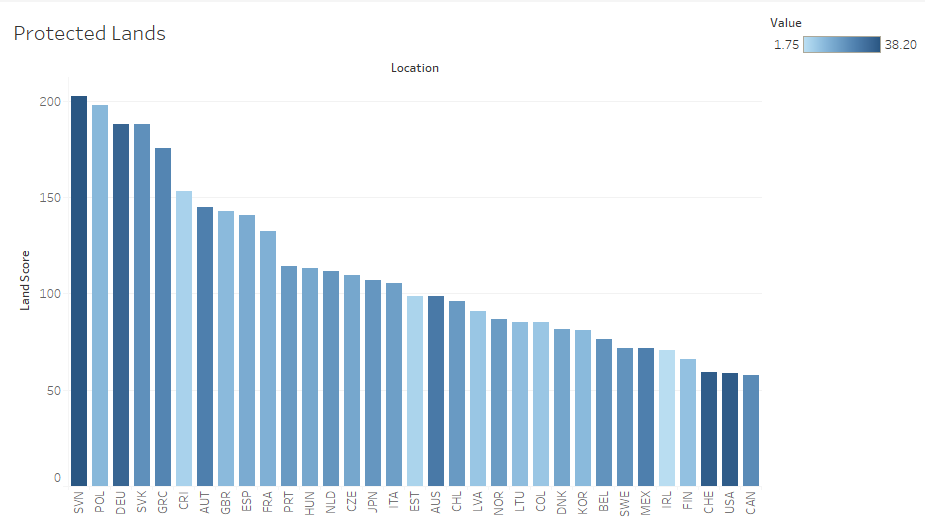 Protected Lands
Value
1.75 38.20
Location
Land Score
200
150
100
50
0
SVN POL DEU SVK GRC CRI AUT GBR ESP FRA PRT HUN NLD CZE JPN ITA EST AUS CHL LVA NOR LTU COL DNK KOR BEL SWE MEX IRL FIN CHE USA CAN